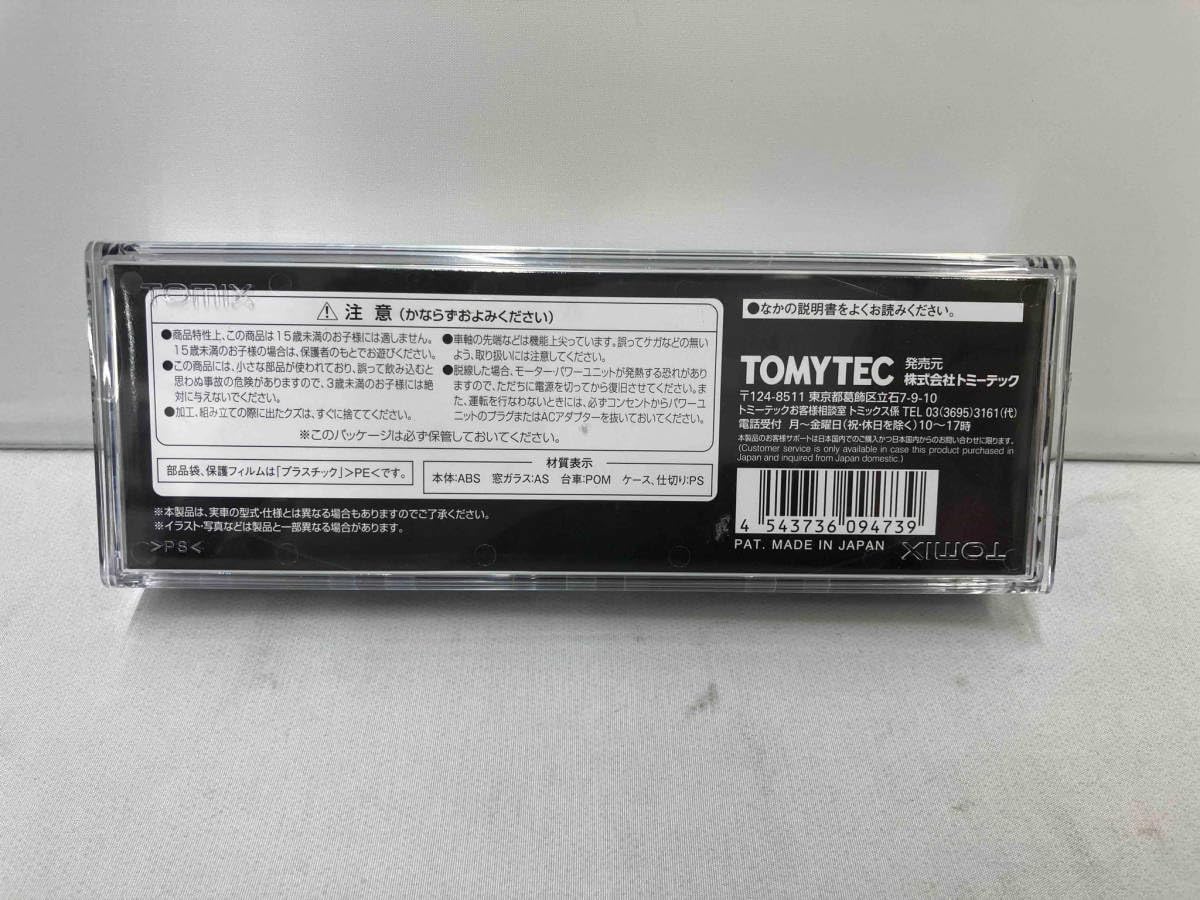 TOMIX
⚠ 注 意 (かならずおよみください)
●商品特性上、この商品は15歳未満のお子様には適しません。
15歳未満のお子様の場合は、保護者のもとでお遊びください。
●この商品には、小さな部品が使われており、誤って飲み込むと
思わぬ事故の危険がありますので、3歳未満のお子様には絶
対に与えないでください。
●加工、組み立ての際に出たクズは、すぐに捨ててください。
●車軸の先端などは機能上尖っています。誤ってケガなどの無い
よう、取り扱いには注意してください。
●脱線した場合、モーター・パワーユニットが発熱する恐れがあり
ますので、ただちに電源を切ってから復旧させてください。ま
た、運転を行なわないときには、必ずコンセントからパワーユ
ニットのプラグまたはACアダプターを抜いておいてください。
※このパッケージは必ず保管しておいてください。
部品袋、保護フィルムは「プラスチック」>PE<です。
材質表示
本体:ABS 窓ガラス:AS 台車:POM ケース、仕切り:PS
※本製品は、実車の型式・仕様とは異なる場合もありますのでご了承ください。
※イラスト・写真などは製品と一部異なる場合があります。
>PS<
●なかの説明書をよくお読みください。
TOMYTEC 発売元
株式会社トミーテック
〒124-8511 東京都葛飾区立石7-9-10
トミーテックお客様相談室 トミックス係 TEL 03(3695)3161(代)
電話受付 月~金曜日(祝・休日を除く)10~17時
本製品のお客様サポートは日本国内でのご購入かつ日本国内からのお問い合わせに限ります。
(Customer service is only available in case this product purchased in
Japan and inquired from Japan domestic.)
4 543736 094739
PAT. MADE IN JAPAN
TOMIX